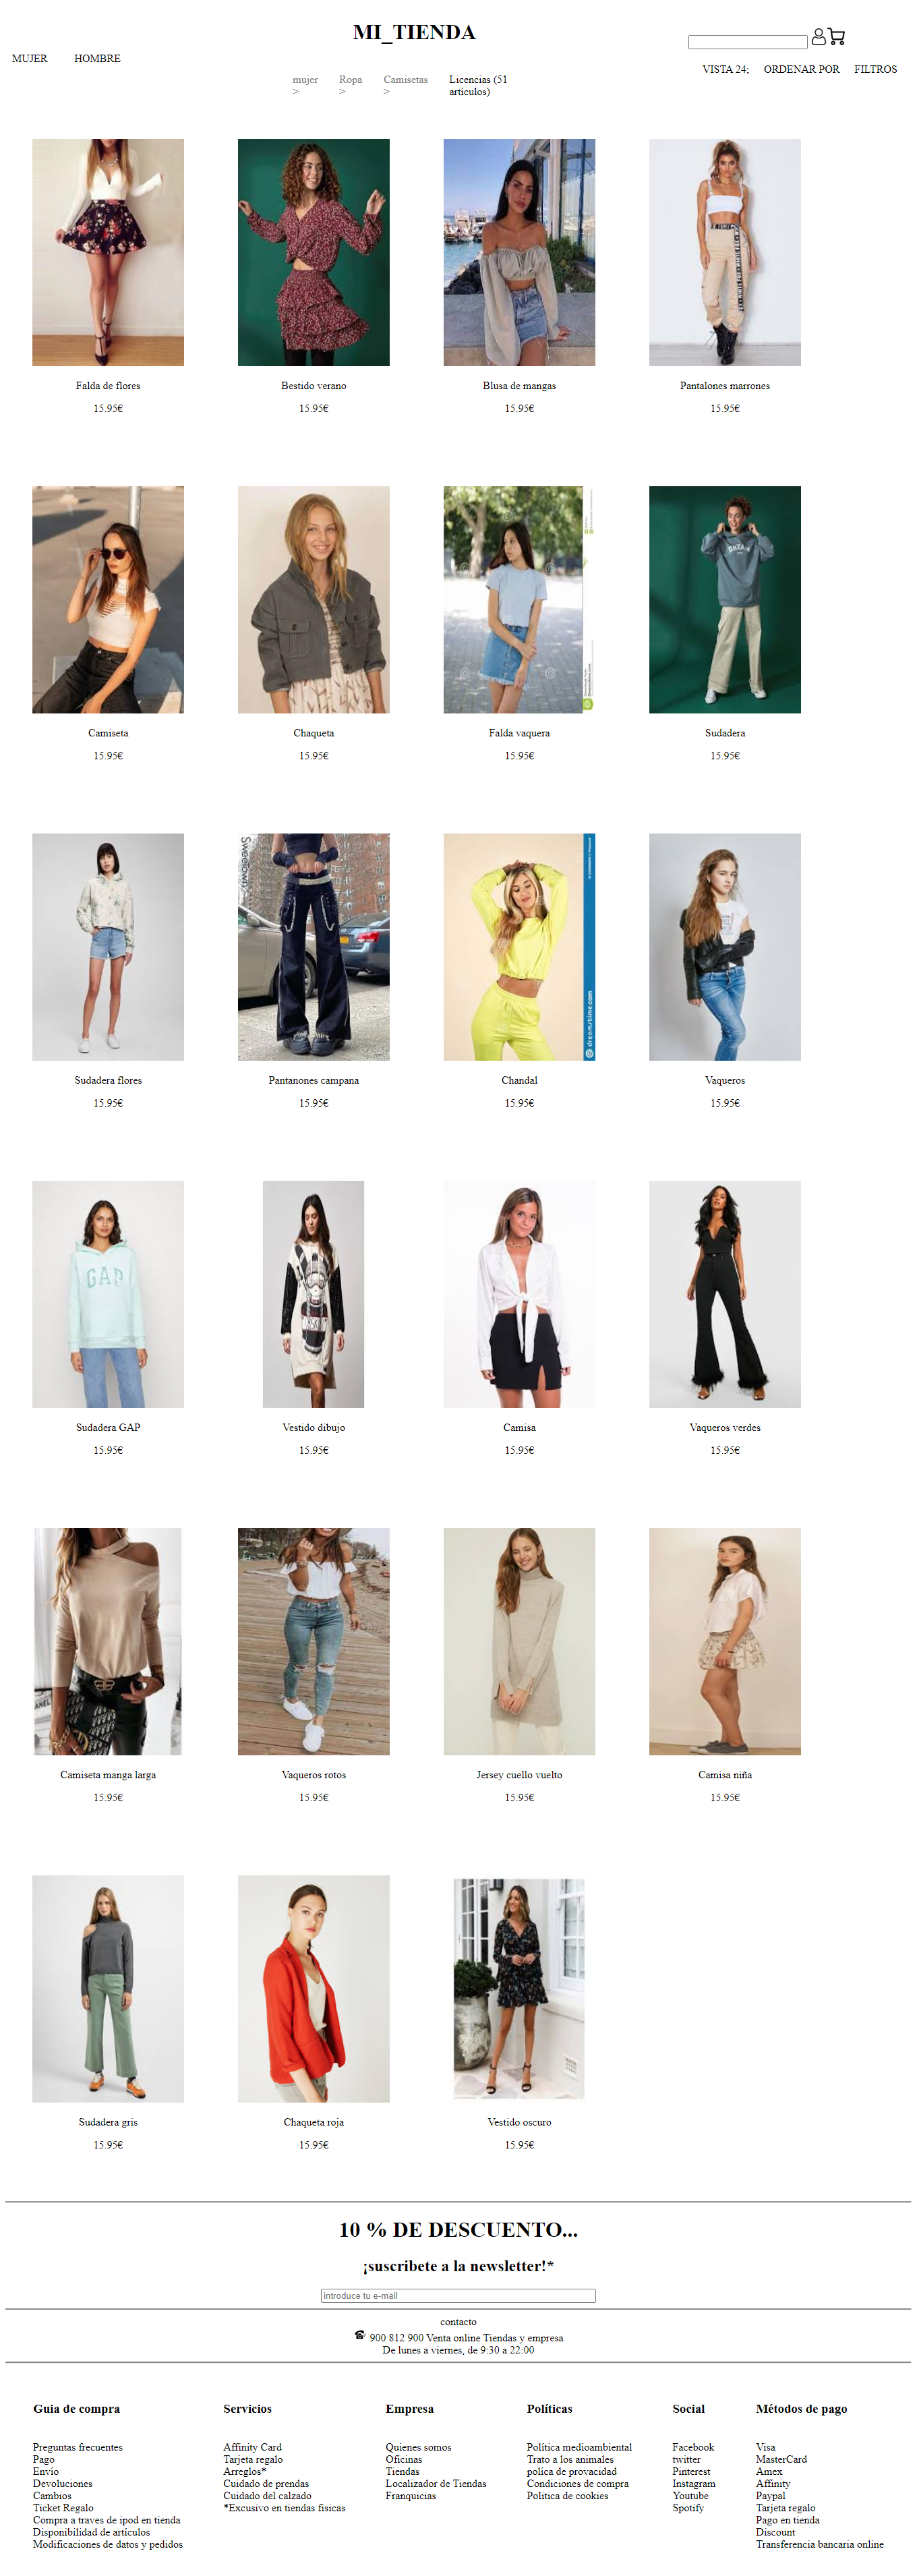 MI_TIENDA
MUJER HOMBRE
VISTA 24; ORDENAR POR FILTROS
mujer > Ropa > Camisetas > Licencias (51 artículos)
Falda de flores Bestido verano Blusa de mangas Pantalones marrones
15.95€ 15.95€ 15.95€ 15.95€
Camiseta Chaqueta Falda vaquera Sudadera
15.95€ 15.95€ 15.95€ 15.95€
dreamstime.com
Sudadera flores Pantanones campana Chandal Vaqueros
15.95€ 15.95€ 15.95€ 15.95€
GAP
Sudadera GAP Vestido dibujo Camisa Vaqueros verdes
15.95€ 15.95€ 15.95€ 15.95€
Camiseta manga larga Vaqueros rotos Jersey cuello vuelto Camisa niña
15.95€ 15.95€ 15.95€ 15.95€
Sudadera gris Chaqueta roja Vestido oscuro
15.95€ 15.95€ 15.95€
10 % DE DESCUENTO...
¡suscribete a la newsletter!*
introduce tu e-mail
contacto
☎ 900 812 900 Venta online Tiendas y empresa
De lunes a viernes, de 9:30 a 22:00
Guia de compra
Preguntas frecuentes
Pago
Envío
Devoluciones
Cambios
Ticket Regalo
Compra a traves de ipod en tienda
Disponibilidad de artículos
Modificaciones de datos y pedidos
Servicios
Affinity Card
Tarjeta regalo
Arreglos*
Cuidado de prendas
Cuidado del calzado
*Excusivo en tiendas fisicas
Empresa
Quienes somos
Oficinas
Tiendas
Localizador de Tiendas
Franquicias
Políticas
Política medioambiental
Trato a los animales
políca de provacidad
Condiciones de compra
Politica de cookies
Social
Facebook
twitter
Pinterest
Instagram
Youtube
Spotify
Métodos de pago
Visa
MasterCard
Amex
Affinity
Paypal
Tarjeta regalo
Pago en tienda
Discount
Transferencia bancaria online